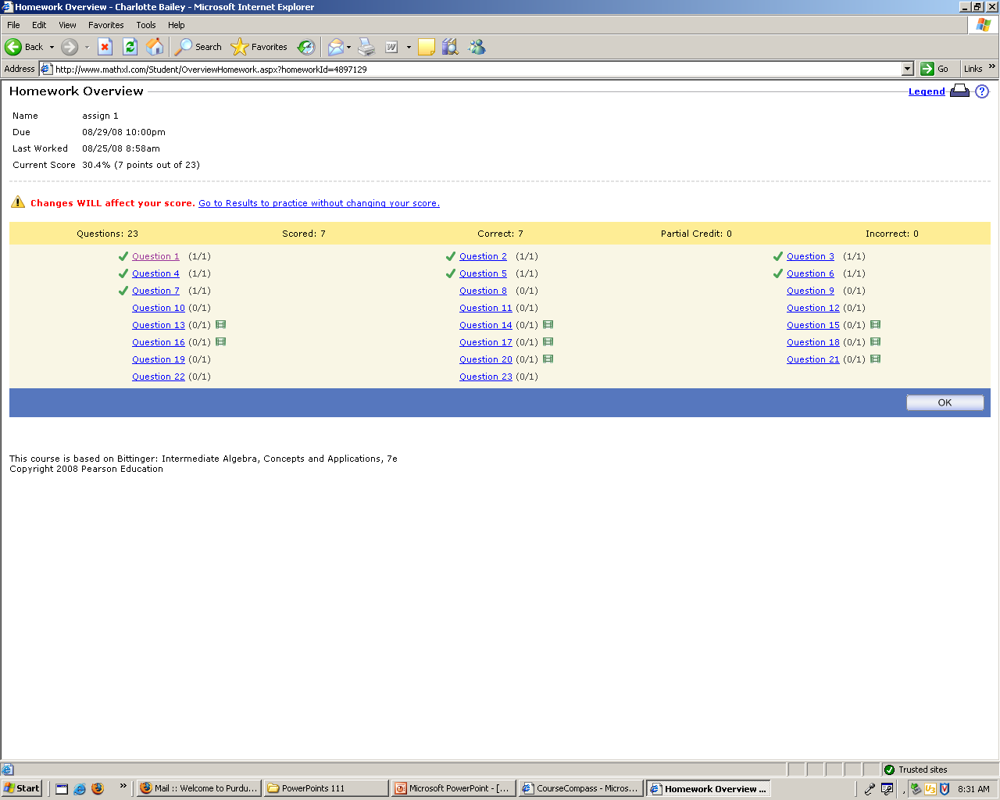 Homework Overview - Charlotte Bailey - Microsoft Internet Explorer
File Edit View Favorites Tools Help
Back Search Favorites
Address http://www.mathxl.com/Student/OverviewHomework.aspx?homeworkId=4897129 Go Links »
Homework Overview Legend ?
Name assign 1
Due 08/29/08 10:00pm
Last Worked 08/25/08 8:58am
Current Score 30.4% (7 points out of 23)
Changes WILL affect your score. Go to Results to practice without changing your score.
Questions: 23 Scored: 7 Correct: 7 Partial Credit: 0 Incorrect: 0
Question 1 (1/1) Question 2 (1/1) Question 3 (1/1)
Question 4 (1/1) Question 5 (1/1) Question 6 (1/1)
Question 7 (1/1) Question 8 (0/1) Question 9 (0/1)
Question 10 (0/1) Question 11 (0/1) Question 12 (0/1)
Question 13 (0/1) Question 14 (0/1) Question 15 (0/1)
Question 16 (0/1) Question 17 (0/1) Question 18 (0/1)
Question 19 (0/1) Question 20 (0/1) Question 21 (0/1)
Question 22 (0/1) Question 23 (0/1)
OK
This course is based on Bittinger: Intermediate Algebra, Concepts and Applications, 7e
Copyright 2008 Pearson Education
Trusted sites
Start » Mail :: Welcome to Purdu... PowerPoints 111 Microsoft PowerPoint - [... CourseCompass - Micros... Homework Overview ... 8:31 AM